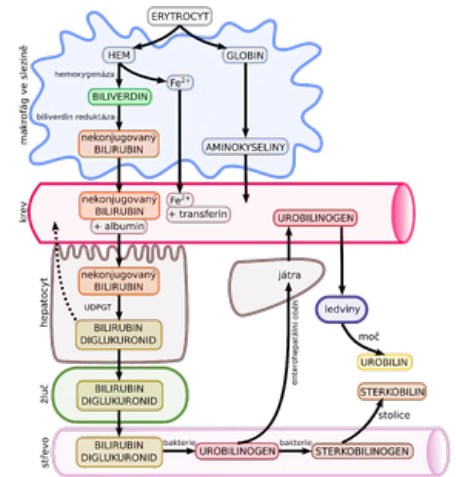 ERYTROCYT
makrofág ve slezině
HEM
GLOBIN
hemoxygenáza
Fe²⁺
BILIVERDIN
biliverdin reduktáza
nekonjugovaný
BILIRUBIN
AMINOKYSELINY
krev
nekonjugovaný
BILIRUBIN
+ albumin
Fe²⁺
+ transferin
UROBILINOGEN
hepatocyt
nekonjugovaný
BILIRUBIN
UDPGT
BILIRUBIN
DIGLUKURONID
játra
enterohepatální oběh
ledviny
moč
UROBILIN
žluč
BILIRUBIN
DIGLUKURONID
STERKOBILIN
stolice
střevo
BILIRUBIN
DIGLUKURONID
bakterie
UROBILINOGEN
bakterie
STERKOBILINOGEN